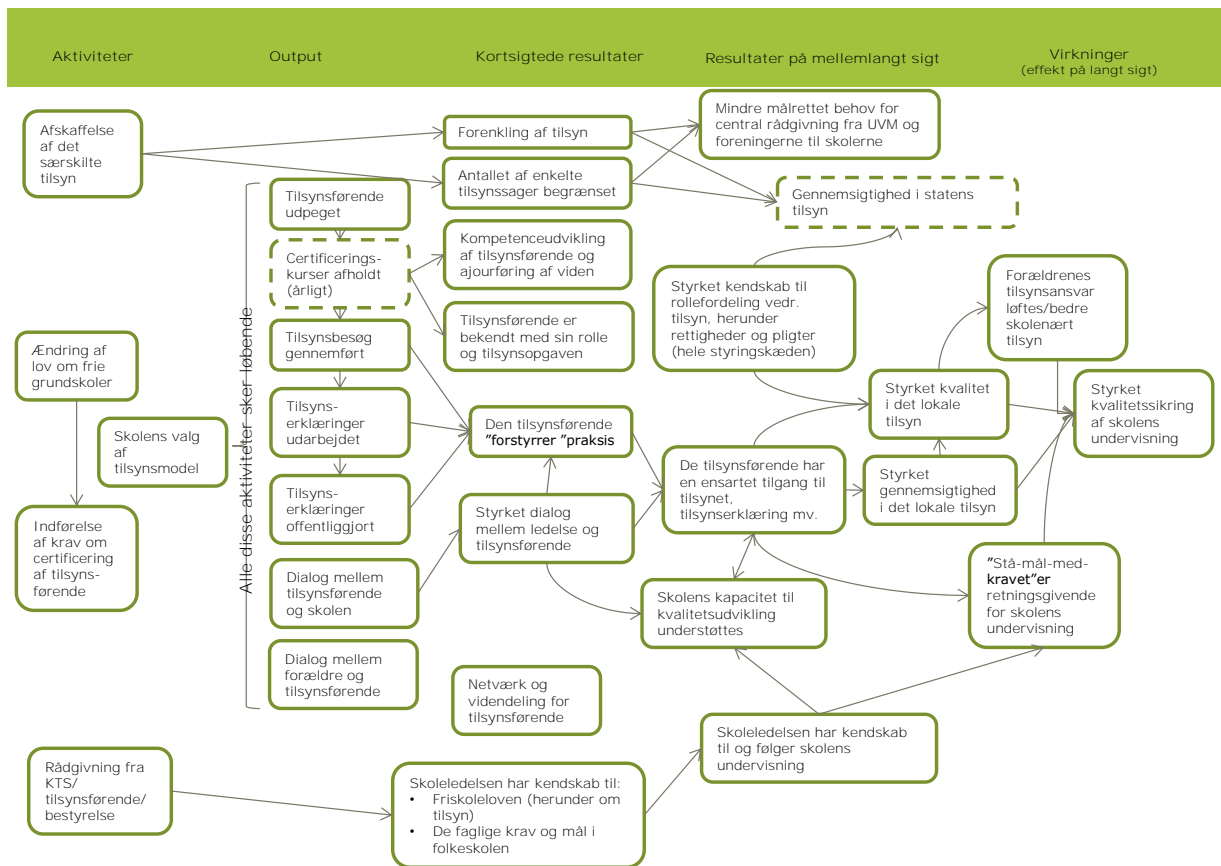 Aktiviteter
Output
Kortsigtede resultater
Resultater på mellemlangt sigt
Virkninger
(effekt på langt sigt)
Afskaffelse
af det
særskilte
tilsyn
Ændring af
lov om frie
grundskoler
Skolens valg
af
tilsynsmodel
Indførelse
af krav om
certificering
af tilsyns-
førende
Rådgivning fra
KTS/
tilsynsførende/
bestyrelse
Alle disse aktiviteter sker løbende
Tilsynsførende
udpeget
Certificerings-
kurser afholdt
(årligt)
Tilsynsbesøg
gennemført
Tilsyns-
erklæringer
udarbejdet
Tilsyns-
erklæringer
offentliggjort
Dialog mellem
tilsynsførende
og skolen
Dialog mellem
forældre og
tilsynsførende
Forenkling af tilsyn
Antallet af enkelte
tilsynssager begrænset
Kompetenceudvikling
af tilsynsførende og
ajourføring af viden
Tilsynsførende er
bekendt med sin rolle
og tilsynsopgaven
Den tilsynsførende
”forstyrrer ”praksis
Styrket dialog
mellem ledelse og
tilsynsførende
Netværk og
videndeling for
tilsynsførende
Skoleledelsen har kendskab til:
• Friskoleloven (herunder om
tilsyn)
• De faglige krav og mål i
folkeskolen
Mindre målrettet behov for
central rådgivning fra UVM og
foreningerne til skolerne
Gennemsigtighed i statens
tilsyn
Styrket kendskab til
rollefordeling vedr.
tilsyn, herunder
rettigheder og pligter
(hele styringskæden)
De tilsynsførende har
en ensartet tilgang til
tilsynet,
tilsynserklæring mv.
Skolens kapacitet til
kvalitetsudvikling
understøttes
Skoleledelsen har kendskab
til og følger skolens
undervisning
Styrket kvalitet
i det lokale
tilsyn
Styrket
gennemsigtighed
i det lokale tilsyn
Forældrenes
tilsynsansvar
løftes/bedre
skolenært
tilsyn
Styrket
kvalitetssikring
af skolens
undervisning
”Stå-mål-med-
kravet”er
retningsgivende
for skolens
undervisning